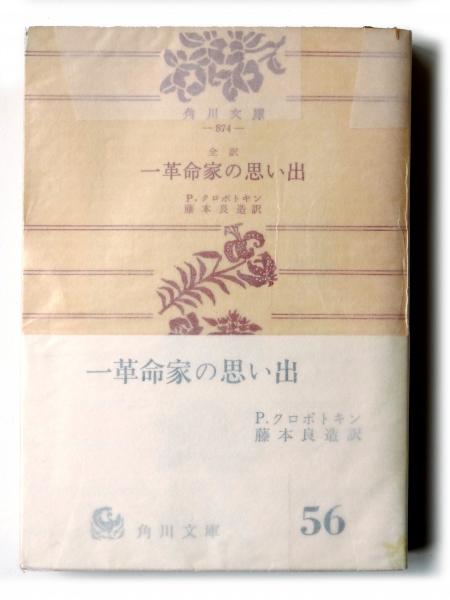 角川文庫
—874—
全訳
一革命家の思い出
P.クロポトキン
藤本良造訳
一革命家の思い出
P.クロポトキン
藤本良造訳
角川文庫
56